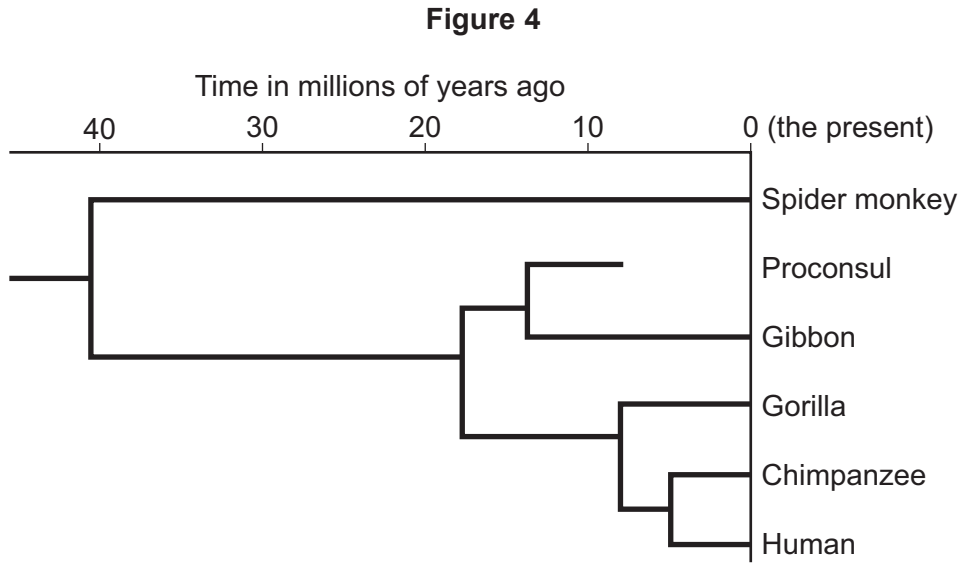 Figure 4
Time in millions of years ago
40 30 20 10 0 (the present)
Spider monkey
Proconsul
Gibbon
Gorilla
Chimpanzee
Human